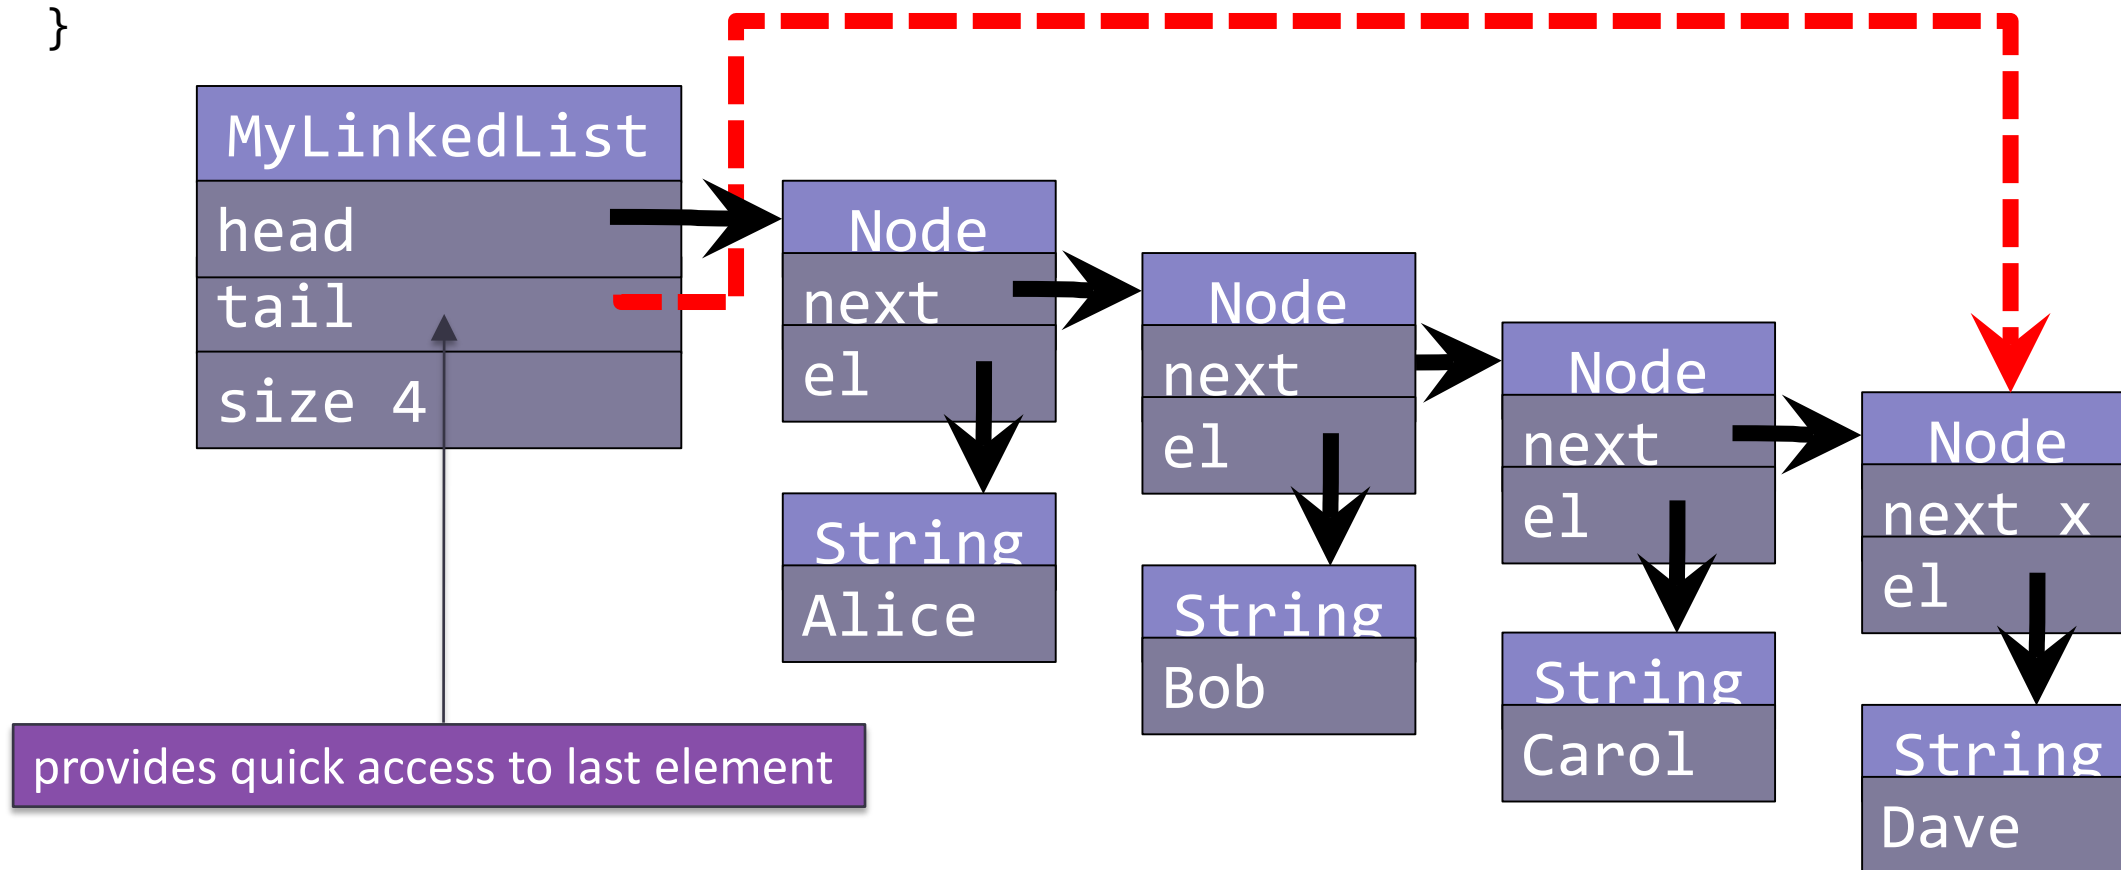 }
MyLinkedList
head
tail
size 4
Node
next
el
String
Alice
Node
next
el
String
Bob
Node
next
el
String
Carol
Node
next x
el
String
Dave
provides quick access to last element